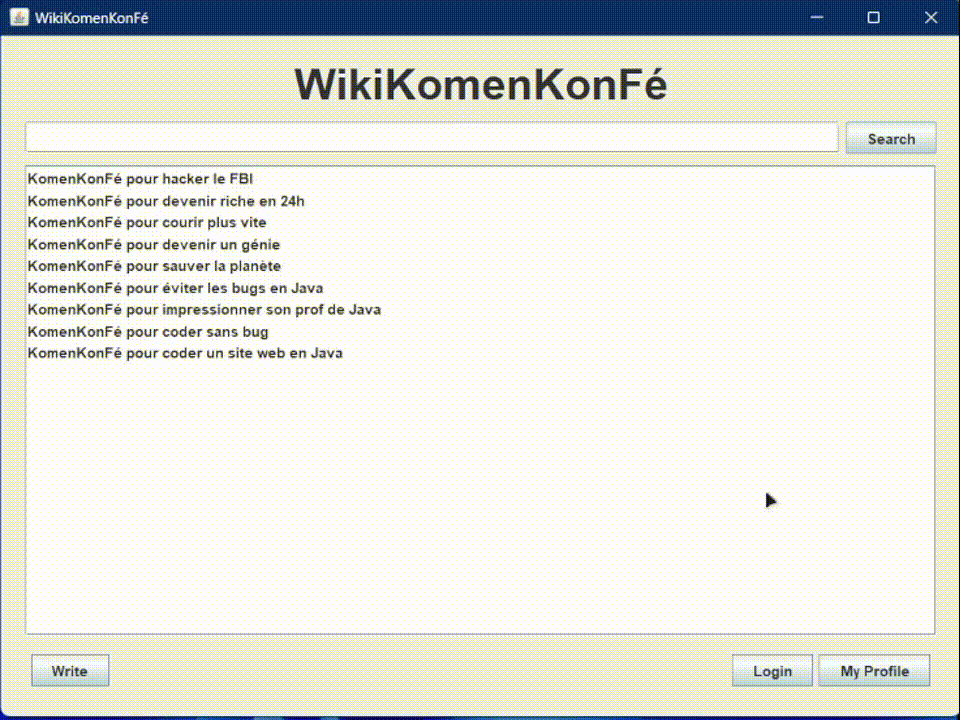 WikiKomenKonFé
WikiKomenKonFé
Search
KomenKonFé pour hacker le FBI
KomenKonFé pour devenir riche en 24h
KomenKonFé pour courir plus vite
KomenKonFé pour devenir un génie
KomenKonFé pour sauver la planète
KomenKonFé pour éviter les bugs en Java
KomenKonFé pour impressionner son prof de Java
KomenKonFé pour coder sans bug
KomenKonFé pour coder un site web en Java
Write
Login
My Profile